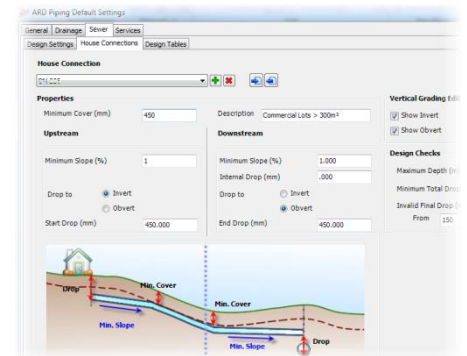 ARD Piping Default Settings
General Drainage Sewer Services
Design Settings House Connections Design Tables
House Connection
Properties
Vertical Grading
Minimum Cover (mm) 450 Description Commercial Lots > 300m²
Show Invert
Upstream Downstream
Show Obvert
Minimum Slope (%) 1 Minimum Slope (%) 1.000
Design Checks
Internal Drop (mm) .000
Maximum Depth
Drop to Invert Drop to Invert
Minimum Total Drop
Obvert Obvert
Invalid Final Drop
Start Drop (mm) 450.000 End Drop (mm) 450.000
From 150
Drop Min. Cover
Min. Cover
Min. Slope
Min. Slope Drop